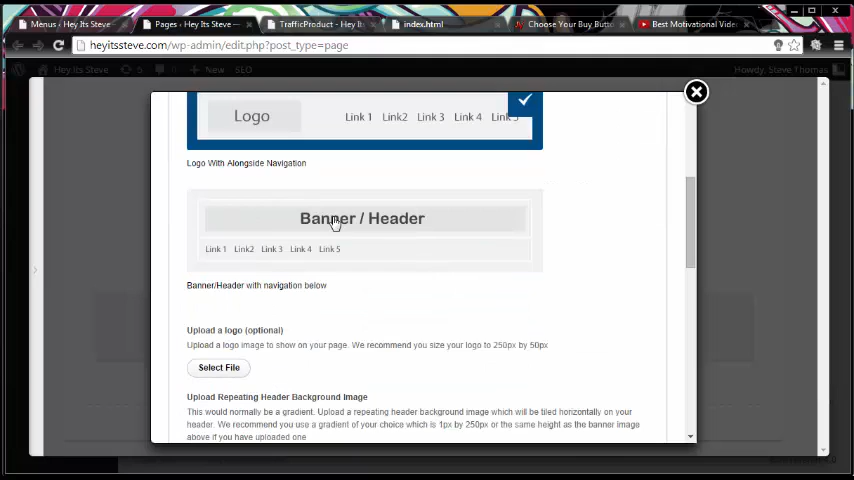 Menus ‹ Hey Its Steve —
Pages ‹ Hey Its Steve —
TrafficProduct - Hey It
index.html
Choose Your Buy Butto
Best Motivational Vide
heyitssteve.com/wp-admin/edit.php?post_type=page
Hey Its Steve
5
+ New
SEO
Howdy, Steve Thomas
Logo
Link 1 Link2 Link 3 Link 4 Link 5
Logo With Alongside Navigation
Banner / Header
Link 1 Link2 Link 3 Link 4 Link 5
Banner/Header with navigation below
Upload a logo (optional)
Upload a logo image to show on your page. We recommend you size your logo to 250px by 50px
Select File
Upload Repeating Header Background Image
This would normally be a gradient. Upload a repeating header background image which will be tiled horizontally on your
header. We recommend you use a gradient of your choice which is 1px by 250px or the same height as the banner image
above if you have uploaded one